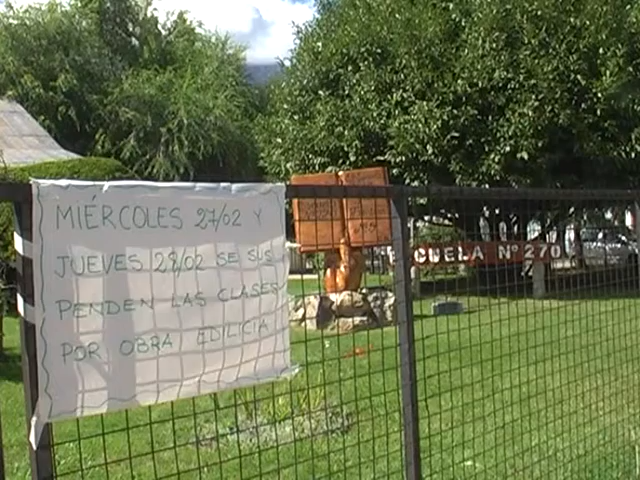 MIÉRCOLES 27/02 Y
JUEVES 28/02 SE SUS
PENDEN LAS CLASES
POR OBRA EDILICIA
ESCUELA Nº 270